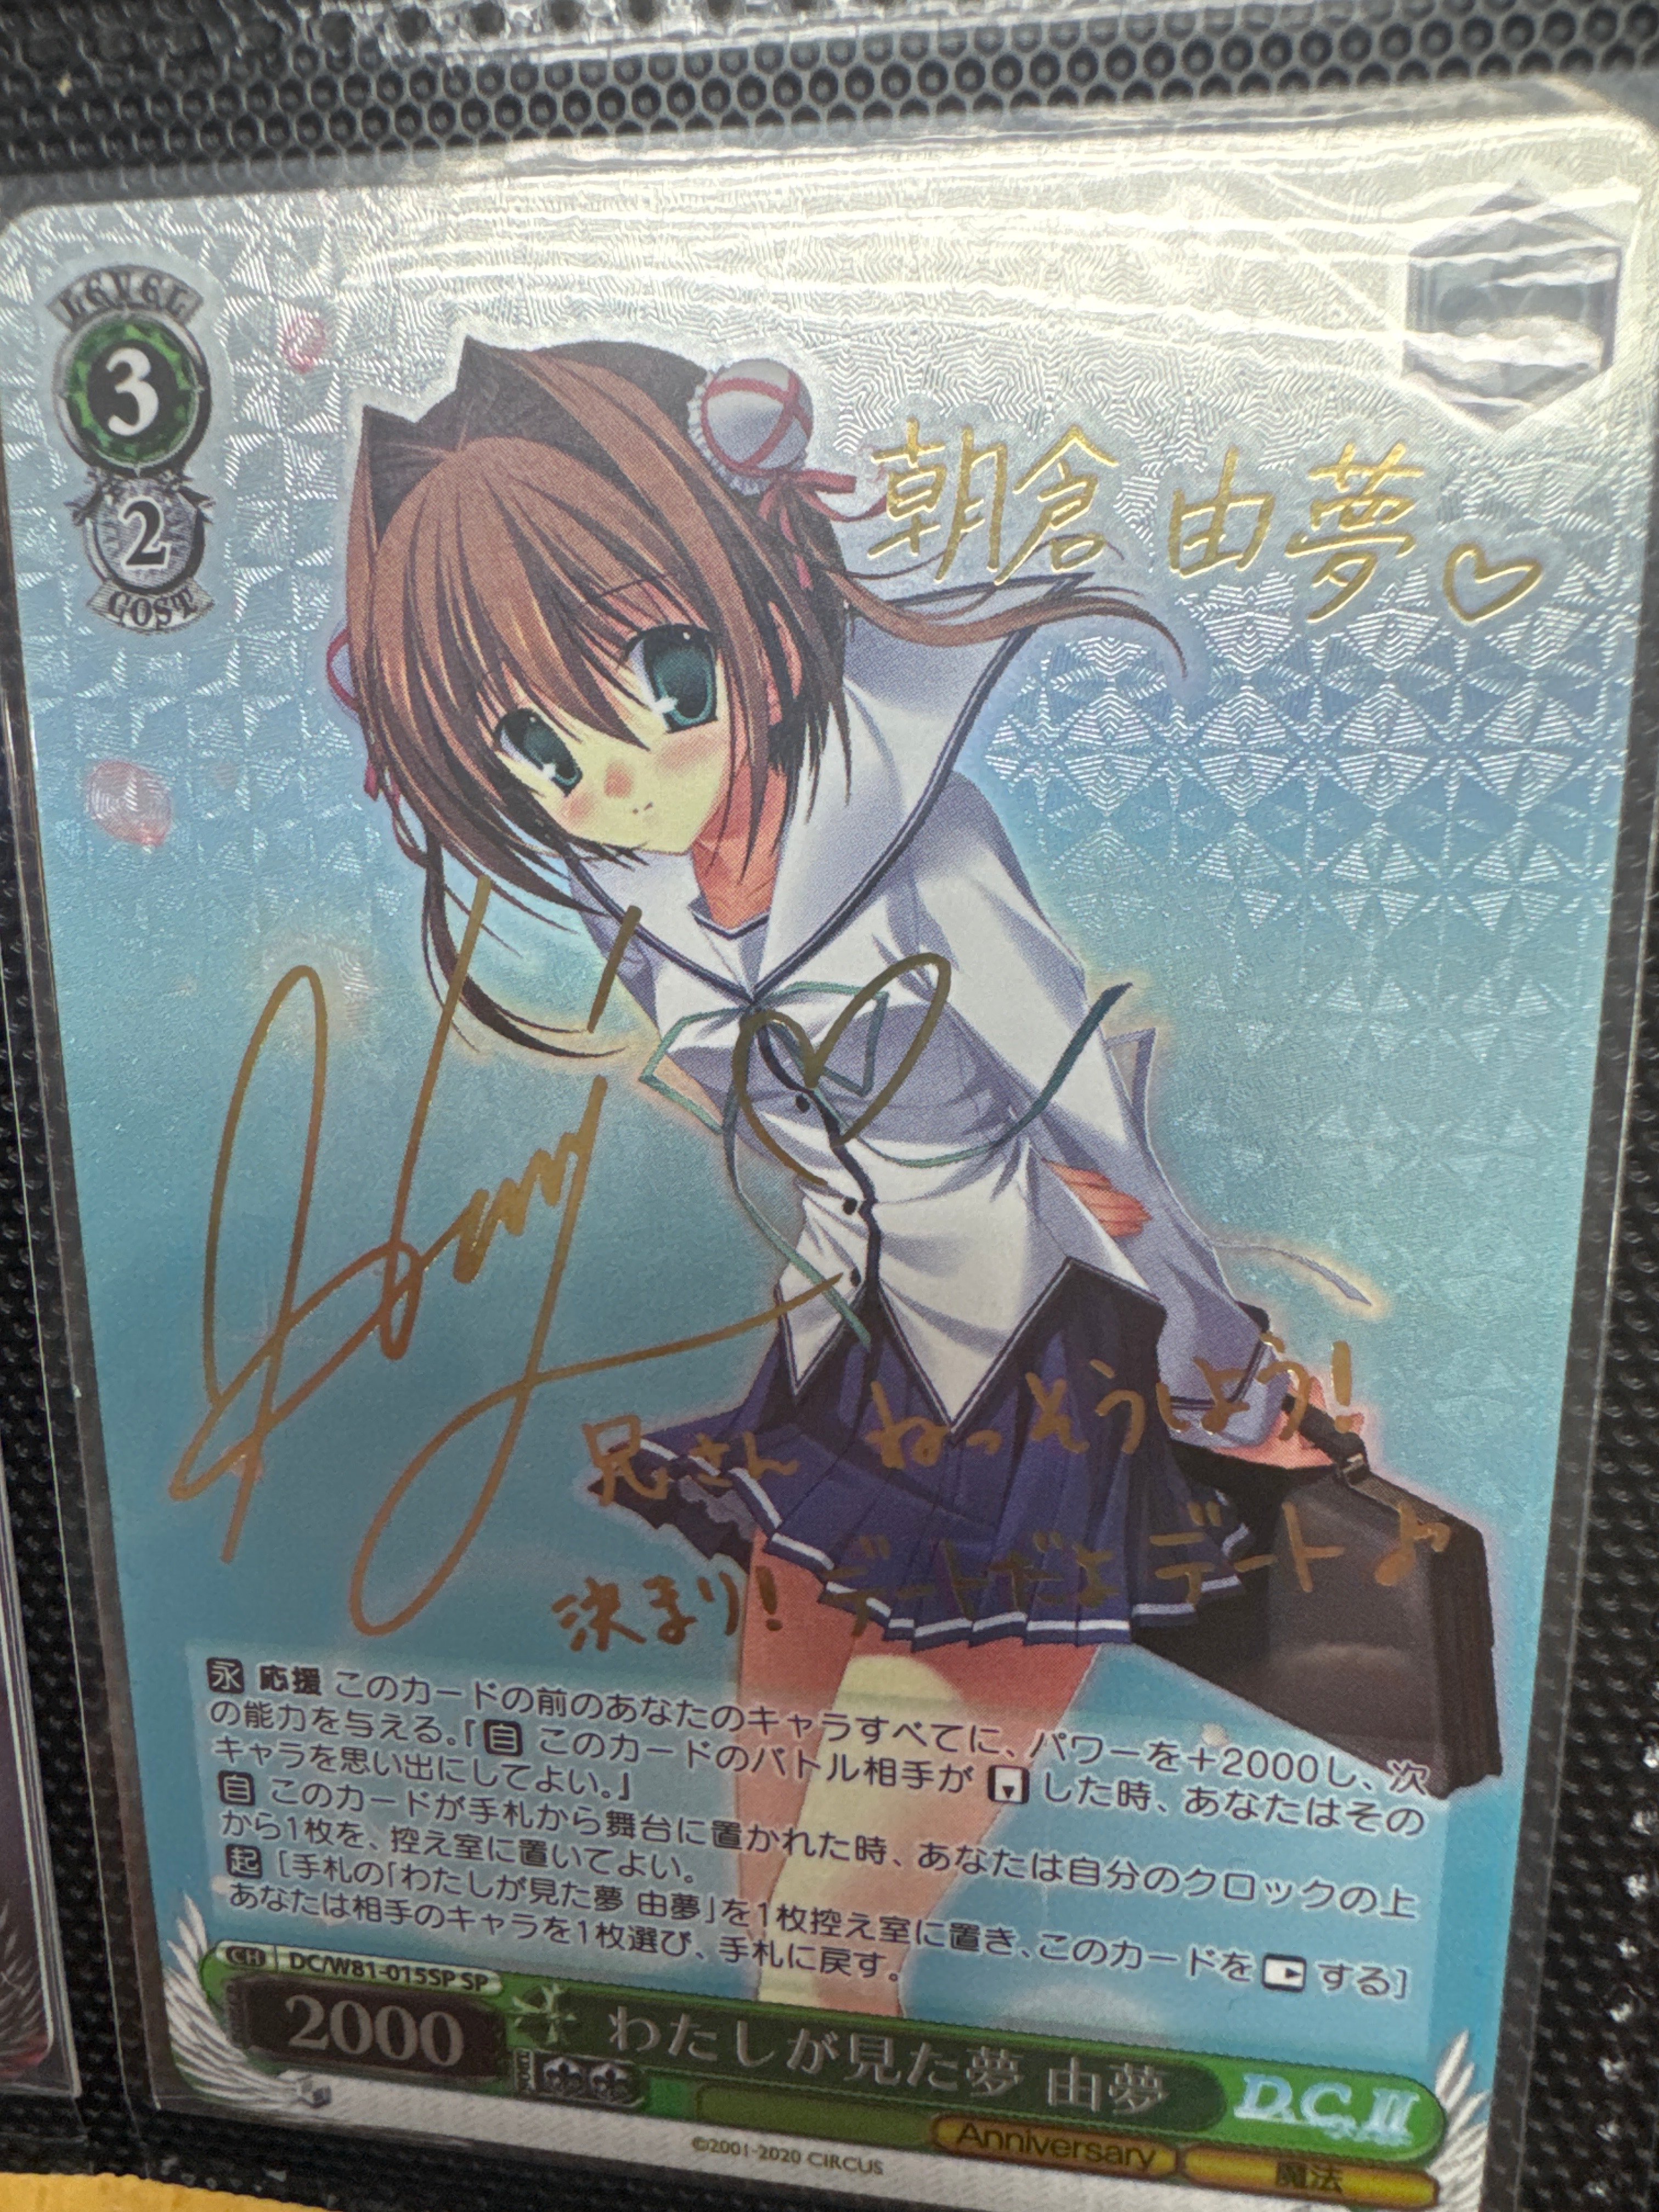 LEVEL
3
2
COST
朝倉 由夢♡
兄さん ねっ そうしよう!
決まり! デートだよ デートよっ
永 応援 このカードの前のあなたのキャラすべてに、パワーを+2000し、次
の能力を与える。『自 このカードのバトル相手が した時、あなたはその
キャラを思い出にしてよい。』
自 このカードが手札から舞台に置かれた時、あなたは自分のクロックの上
から1枚を、控え室に置いてよい。
起 [手札の「わたしが見た夢 由夢」を1枚控え室に置き、このカードを する]
あなたは相手のキャラを1枚選び、手札に戻す。
CH DC/W81-015SP SP
2000
わたしが見た夢 由夢
D.C.II
Anniversary
魔法
©2001-2020 CIRCUS